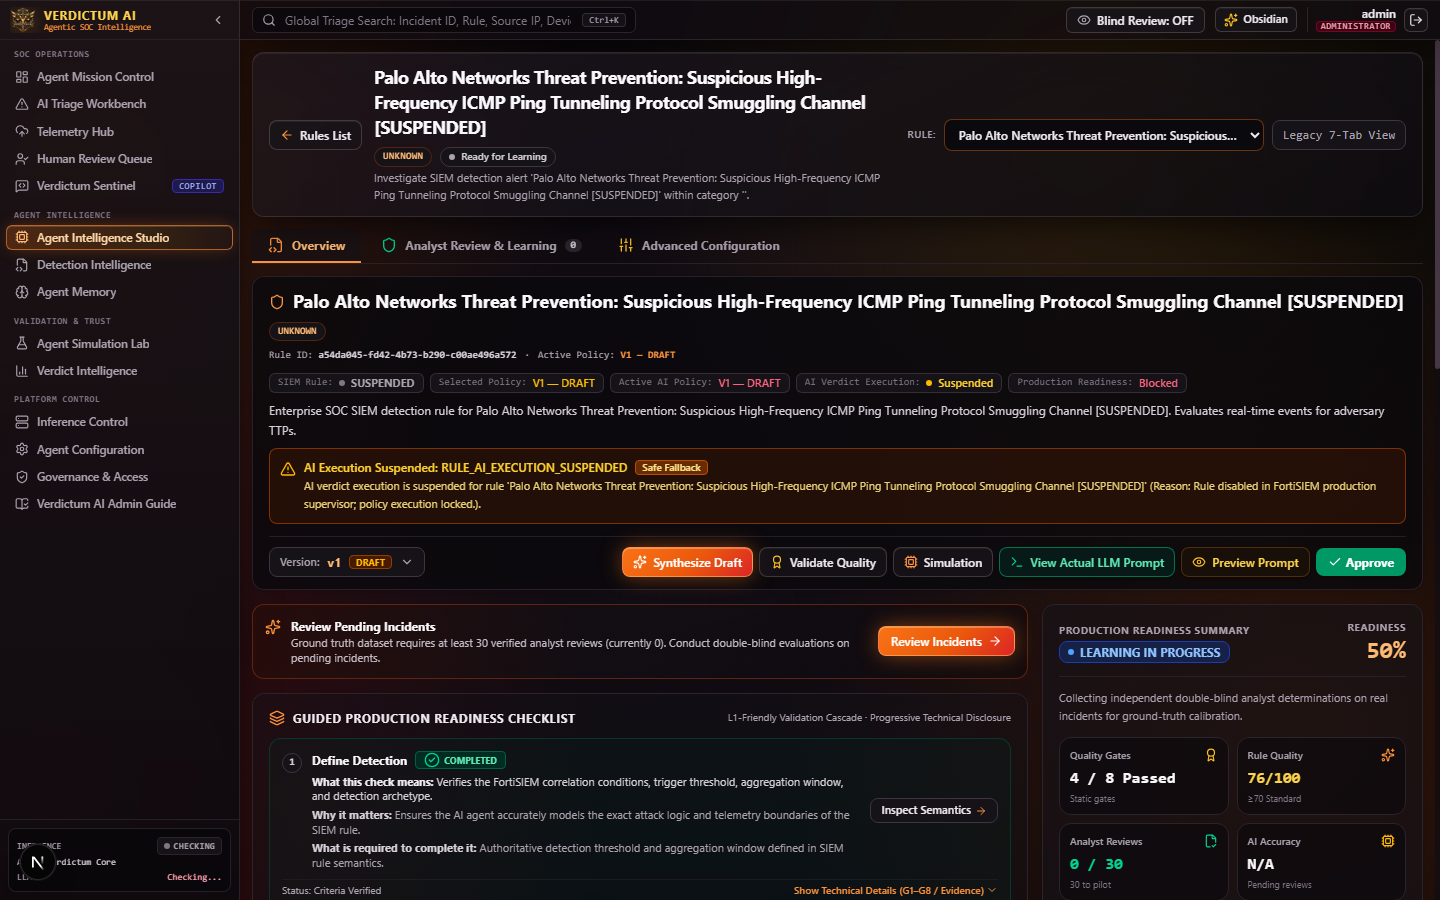 VERDICTUM AI
Agentic SOC Intelligence
Global Triage Search: Incident ID, Rule, Source IP, Devi
Ctrl+K
Blind Review: OFF
Obsidian
admin
ADMINISTRATOR
SOC OPERATIONS
Agent Mission Control
AI Triage Workbench
Telemetry Hub
Human Review Queue
Verdictum Sentinel
COPILOT
AGENT INTELLIGENCE
Agent Intelligence Studio
Detection Intelligence
Agent Memory
VALIDATION & TRUST
Agent Simulation Lab
Verdict Intelligence
PLATFORM CONTROL
Inference Control
Agent Configuration
Governance & Access
Verdictum AI Admin Guide
CHECKING
rdictum Core
Checking...
Rules List
Palo Alto Networks Threat Prevention: Suspicious High-
Frequency ICMP Ping Tunneling Protocol Smuggling Channel
[SUSPENDED]
UNKNOWN
Ready for Learning
Investigate SIEM detection alert 'Palo Alto Networks Threat Prevention: Suspicious High-Frequency ICMP
Ping Tunneling Protocol Smuggling Channel [SUSPENDED]' within category ''.
RULE:
Palo Alto Networks Threat Prevention: Suspicious...
Legacy 7-Tab View
Overview
Analyst Review & Learning
0
Advanced Configuration
Palo Alto Networks Threat Prevention: Suspicious High-Frequency ICMP Ping Tunneling Protocol Smuggling Channel [SUSPENDED]
UNKNOWN
Rule ID: a54da045-fd42-4b73-b290-c00ae496a572 · Active Policy: V1 — DRAFT
SIEM Rule: SUSPENDED
Selected Policy: V1 — DRAFT
Active AI Policy: V1 — DRAFT
AI Verdict Execution: Suspended
Production Readiness: Blocked
Enterprise SOC SIEM detection rule for Palo Alto Networks Threat Prevention: Suspicious High-Frequency ICMP Ping Tunneling Protocol Smuggling Channel [SUSPENDED]. Evaluates real-time events for adversary
TTPs.
AI Execution Suspended: RULE_AI_EXECUTION_SUSPENDED
Safe Fallback
AI verdict execution is suspended for rule 'Palo Alto Networks Threat Prevention: Suspicious High-Frequency ICMP Ping Tunneling Protocol Smuggling Channel [SUSPENDED]' (Reason: Rule disabled in FortiSIEM production
supervisor; policy execution locked.).
Version: v1 DRAFT
Synthesize Draft
Validate Quality
Simulation
View Actual LLM Prompt
Preview Prompt
Approve
Review Pending Incidents
Ground truth dataset requires at least 30 verified analyst reviews (currently 0). Conduct double-blind evaluations on
pending incidents.
Review Incidents
GUIDED PRODUCTION READINESS CHECKLIST
L1-Friendly Validation Cascade · Progressive Technical Disclosure
1
Define Detection
COMPLETED
What this check means: Verifies the FortiSIEM correlation conditions, trigger threshold, aggregation window,
and detection archetype.
Why it matters: Ensures the AI agent accurately models the exact attack logic and telemetry boundaries of the
SIEM rule.
What is required to complete it: Authoritative detection threshold and aggregation window defined in SIEM
rule semantics.
Inspect Semantics
Status: Criteria Verified
Show Technical Details (G1–G8 / Evidence)
PRODUCTION READINESS SUMMARY
LEARNING IN PROGRESS
READINESS
50%
Collecting independent double-blind analyst determinations on real
incidents for ground-truth calibration.
Quality Gates
4 / 8 Passed
Static gates
Rule Quality
76/100
≥70 Standard
Analyst Reviews
0 / 30
30 to pilot
AI Accuracy
N/A
Pending reviews